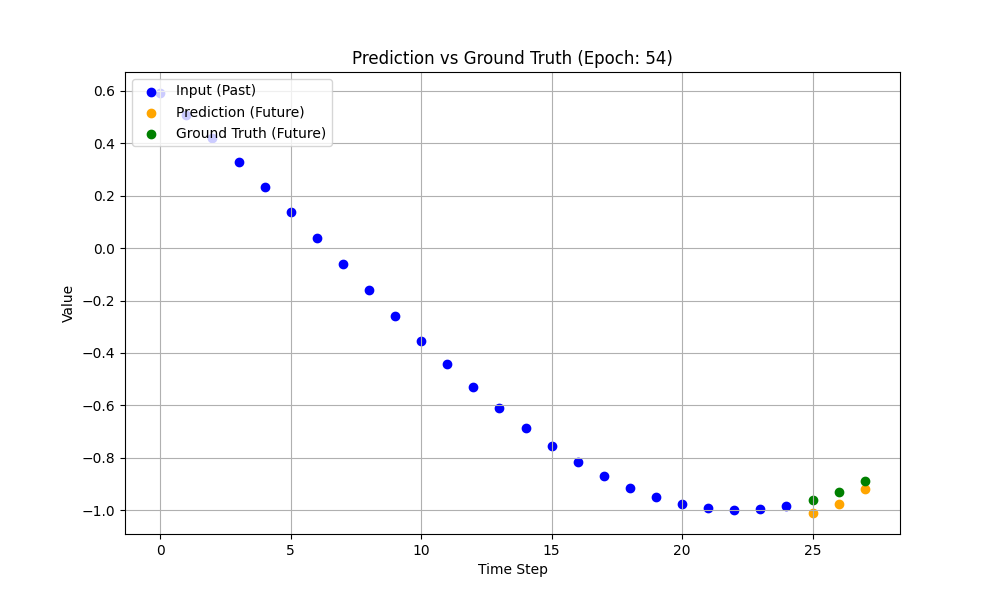 Prediction vs Ground Truth (Epoch: 54)
Input (Past)
Prediction (Future)
Ground Truth (Future)
0.6
0.4
0.2
0.0
−0.2
−0.4
−0.6
−0.8
−1.0
Value
0 5 10 15 20 25
Time Step